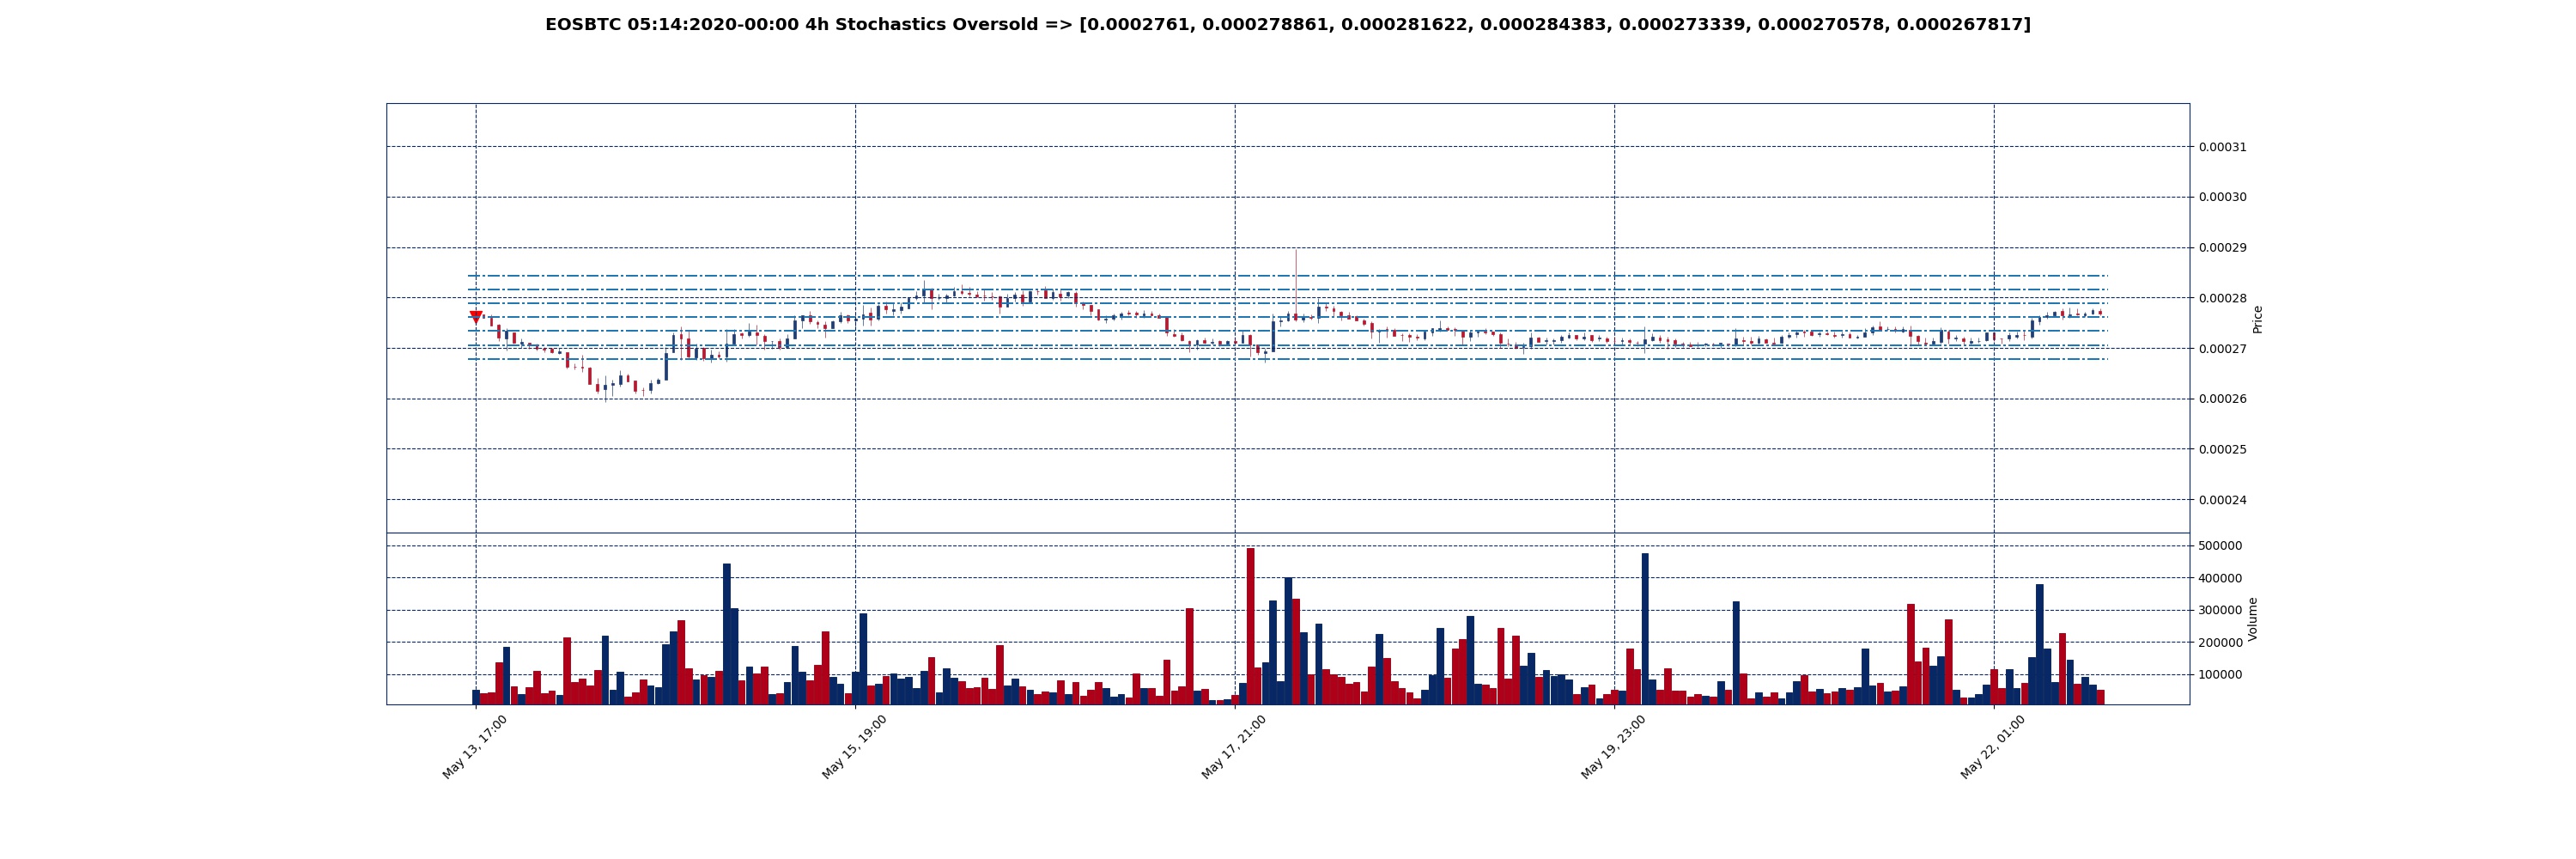 EOSBTC 05:14:2020-00:00 4h Stochastics Oversold => [0.0002761, 0.000278861, 0.000281622, 0.000284383, 0.000273339, 0.000270578, 0.000267817]
0.00031
0.00030
0.00029
0.00028
0.00027
0.00026
0.00025
0.00024
Price
500000
400000
300000
200000
100000
Volume
May 13, 17:00
May 15, 19:00
May 17, 21:00
May 19, 23:00
May 22, 01:00